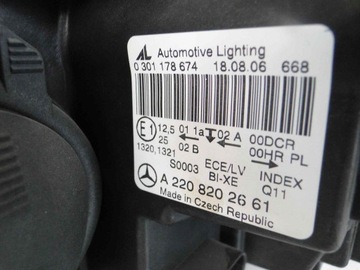 AL Automotive Lighting
0 301 178 674 18.08.06 668
E1 12,5 01 1a 02 A 00DCR
25 02 B 00HR PL
1320,1321
S0003 ECE/LV INDEX
BI-XE Q11
A 220 820 26 61
Made in Czech Republic